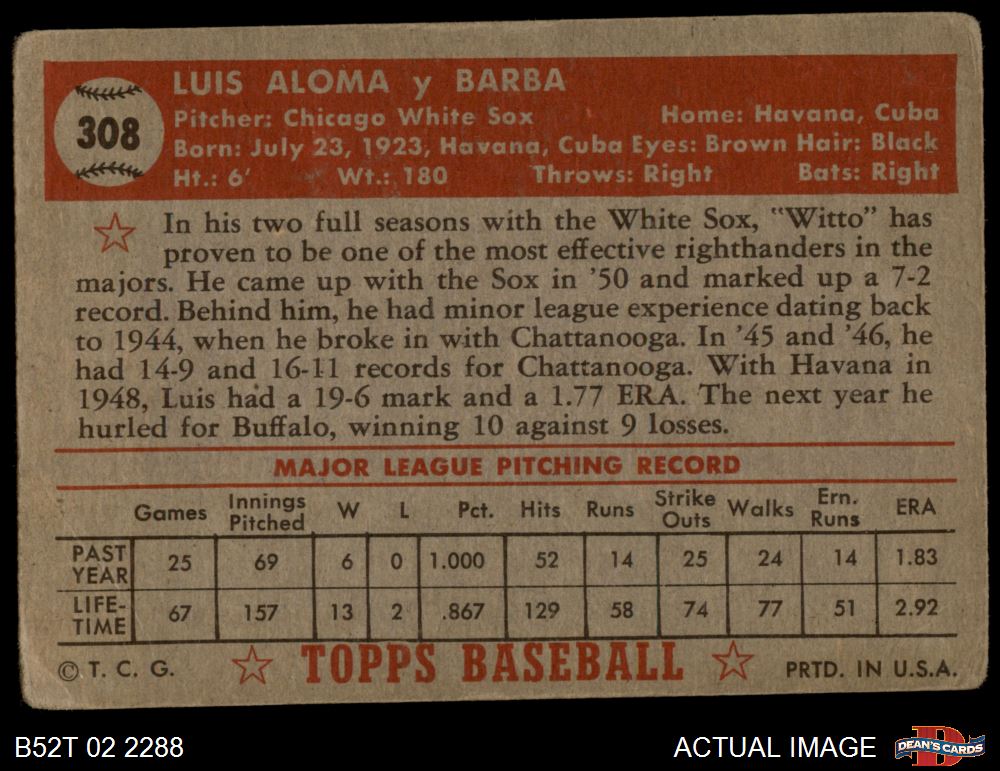 308
LUIS ALOMA y BARBA
Pitcher: Chicago White Sox Home: Havana, Cuba
Born: July 23, 1923, Havana, Cuba Eyes: Brown Hair: Black
Ht.: 6' Wt.: 180 Throws: Right Bats: Right
In his two full seasons with the White Sox, "Witto" has
proven to be one of the most effective righthanders in the
majors. He came up with the Sox in '50 and marked up a 7-2
record. Behind him, he had minor league experience dating back
to 1944, when he broke in with Chattanooga. In '45 and '46, he
had 14-9 and 16-11 records for Chattanooga. With Havana in
1948, Luis had a 19-6 mark and a 1.77 ERA. The next year he
hurled for Buffalo, winning 10 against 9 losses.
MAJOR LEAGUE PITCHING RECORD
Games Innings Pitched W L Pct. Hits Runs Strike Outs Walks Ern. Runs ERA
PAST YEAR 25 69 6 0 1.000 52 14 25 24 14 1.83
LIFE-TIME 67 157 13 2 .867 129 58 74 77 51 2.92
© T. C. G. TOPPS BASEBALL PRTD. IN U.S.A.
B52T 02 2288 ACTUAL IMAGE DEAN'S CARDS